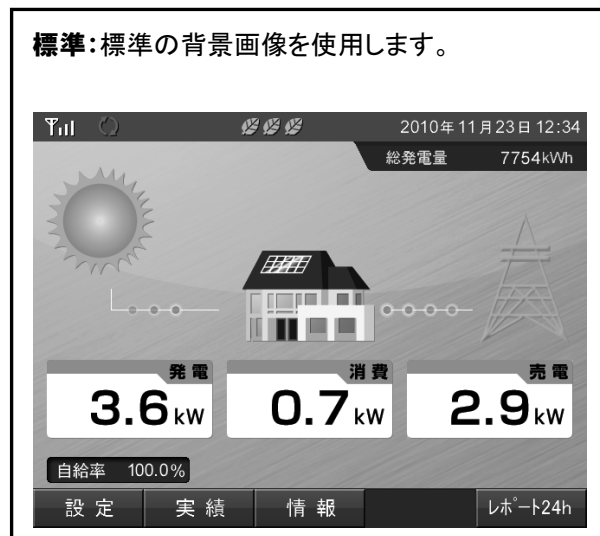 標準:標準の背景画像を使用します。
2010年11月23日 12:34
総発電量 7754kWh
発電 消費 売電
3.6kW 0.7kW 2.9kW
自給率 100.0%
設定 実績 情報 レポート24h